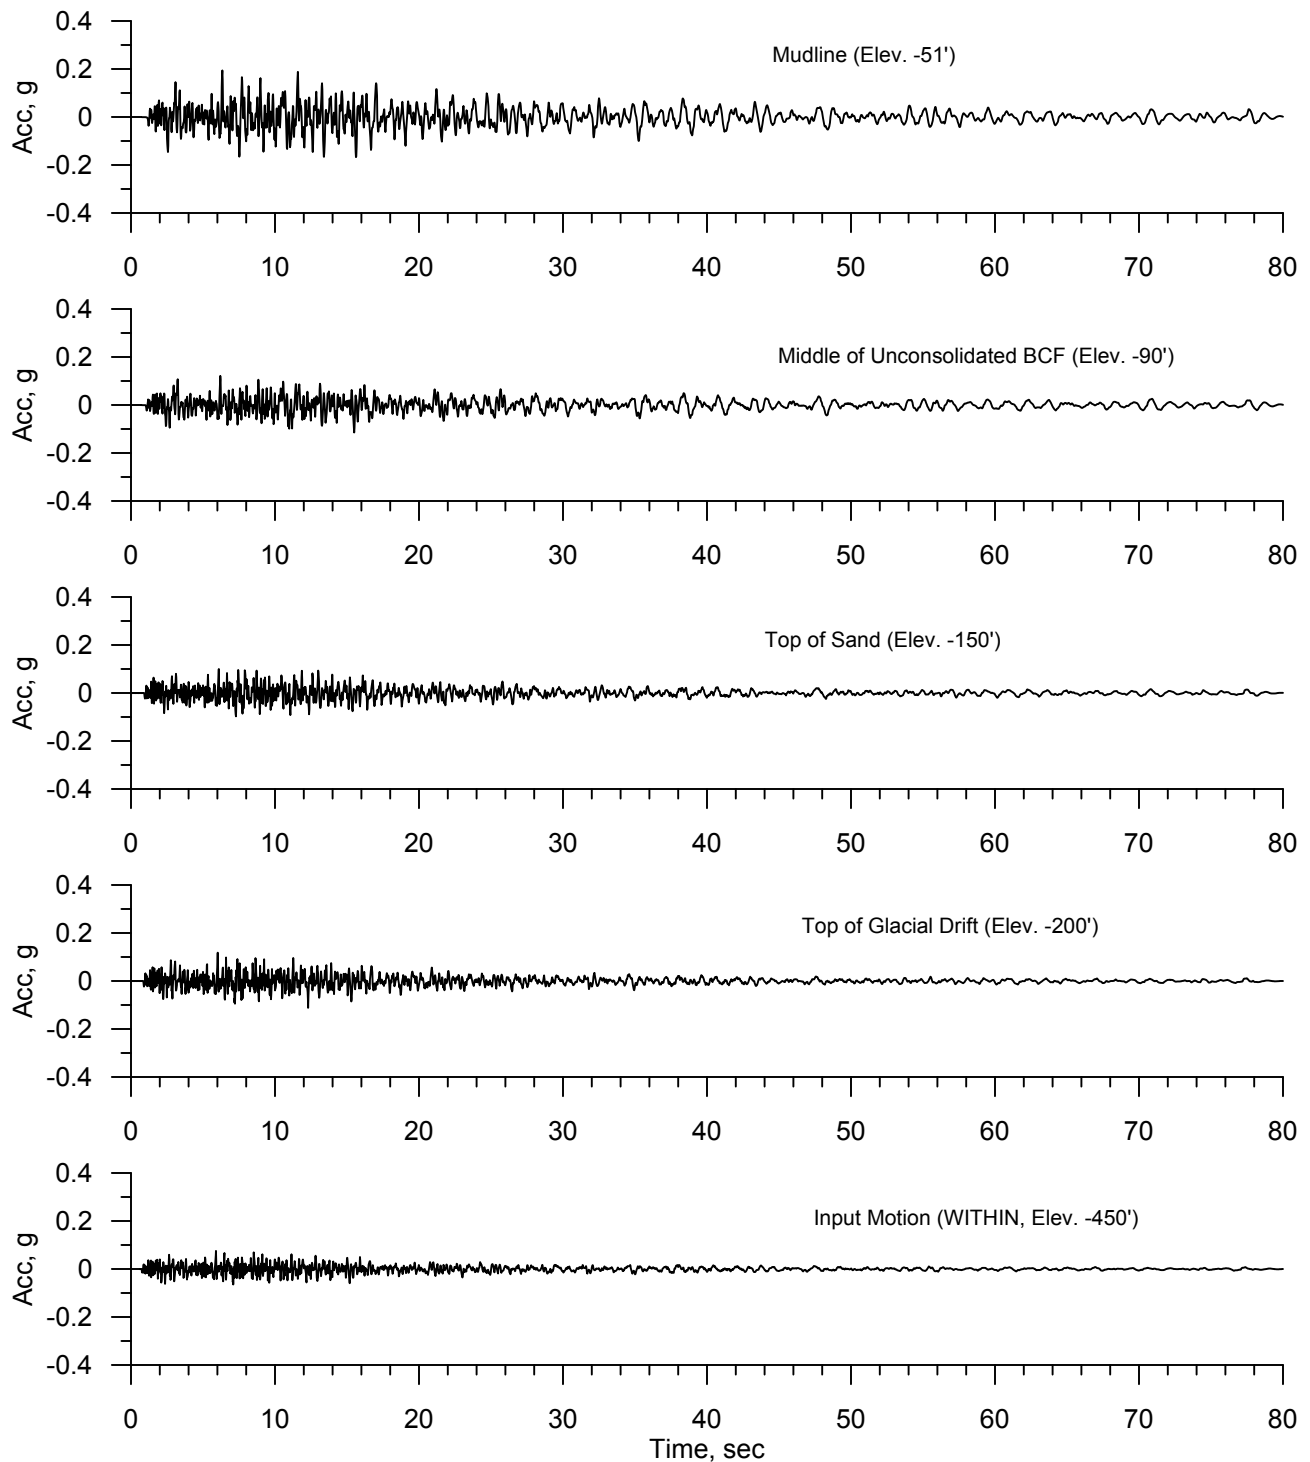 0.4
Mudline (Elev. -51')
0.2
0
-0.2
-0.4
Acc, g
0 10 20 30 40 50 60 70 80
0.4
Middle of Unconsolidated BCF (Elev. -90')
0.2
0
-0.2
-0.4
Acc, g
0 10 20 30 40 50 60 70 80
0.4
Top of Sand (Elev. -150')
0.2
0
-0.2
-0.4
Acc, g
0 10 20 30 40 50 60 70 80
0.4
Top of Glacial Drift (Elev. -200')
0.2
0
-0.2
-0.4
Acc, g
0 10 20 30 40 50 60 70 80
0.4
Input Motion (WITHIN, Elev. -450')
0.2
0
-0.2
-0.4
Acc, g
0 10 20 30 40 50 60 70 80
Time, sec